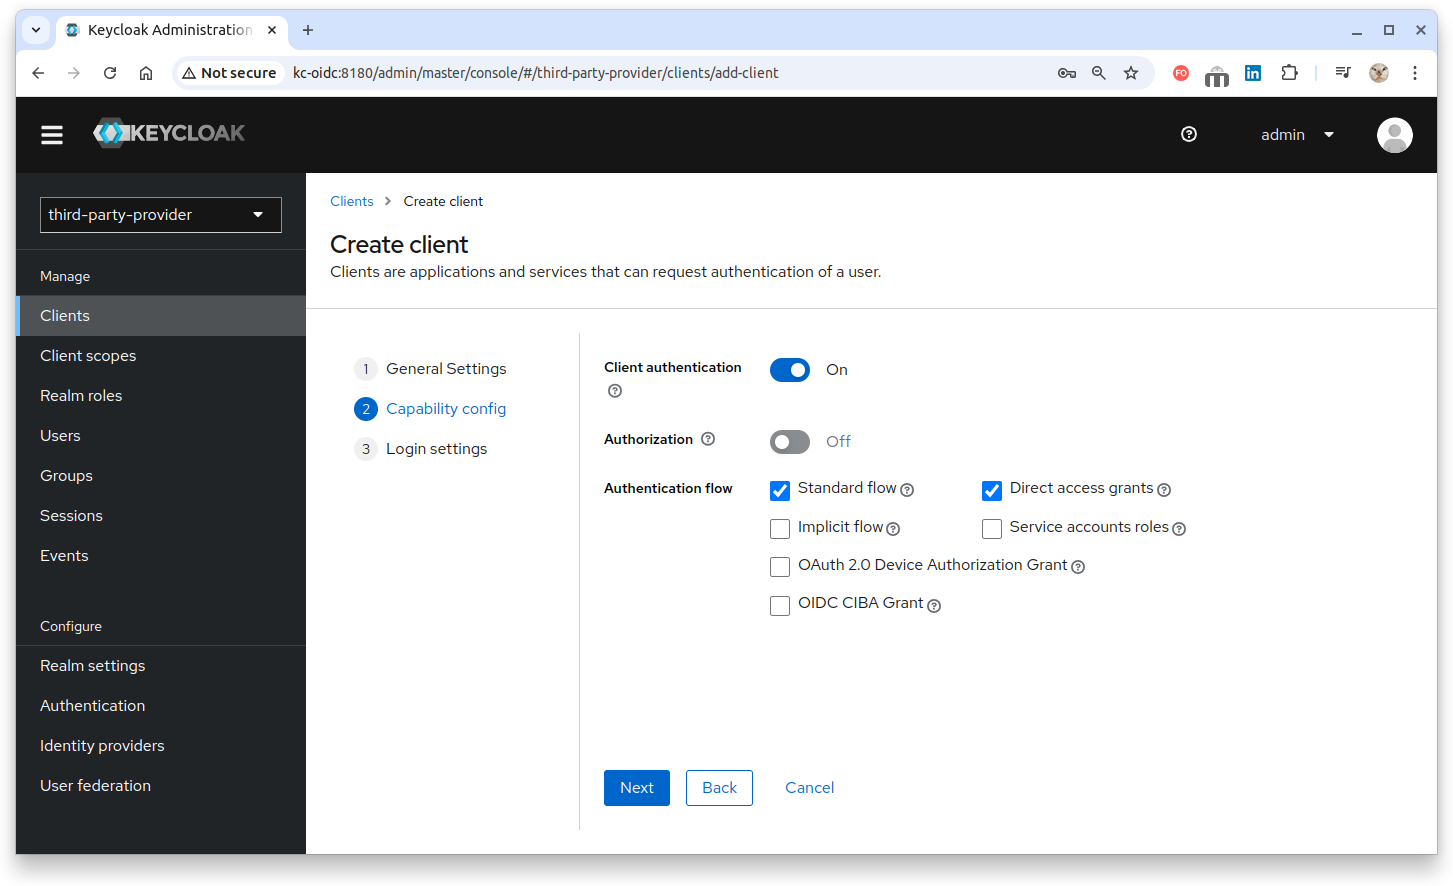 Keycloak Administration
Not secure
kc-oidc:8180/admin/master/console/#/third-party-provider/clients/add-client
FO
in
KEYCLOAK
admin
third-party-provider
Manage
Clients
Client scopes
Realm roles
Users
Groups
Sessions
Events
Configure
Realm settings
Authentication
Identity providers
User federation
Clients > Create client
Create client
Clients are applications and services that can request authentication of a user.
1 General Settings
2 Capability config
3 Login settings
Client authentication
On
Authorization
Off
Authentication flow
Standard flow
Direct access grants
Implicit flow
Service accounts roles
OAuth 2.0 Device Authorization Grant
OIDC CIBA Grant
Next
Back
Cancel